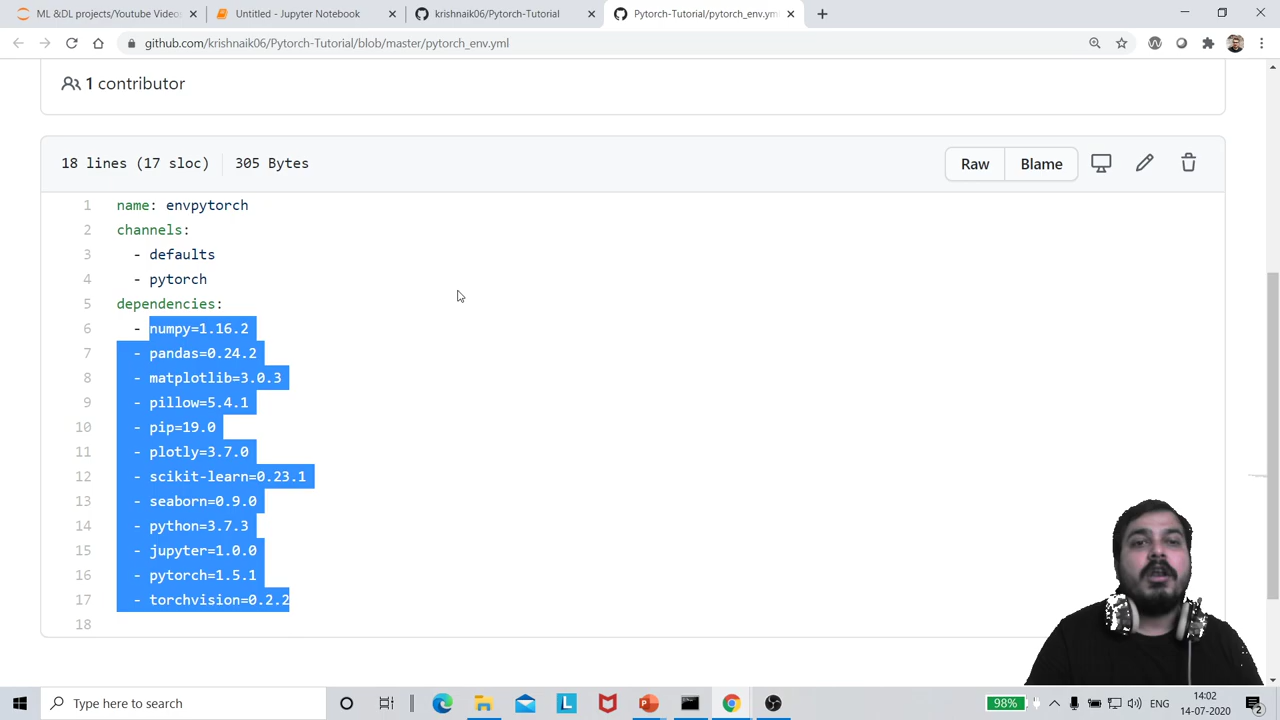 ML &DL projects/Youtube Videos
Untitled - Jupyter Notebook
krishnaik06/Pytorch-Tutorial
Pytorch-Tutorial/pytorch_env.yml
github.com/krishnaik06/Pytorch-Tutorial/blob/master/pytorch_env.yml
1 contributor
18 lines (17 sloc)
305 Bytes
Raw
Blame
1 name: envpytorch
2 channels:
3 - defaults
4 - pytorch
5 dependencies:
6 - numpy=1.16.2
7 - pandas=0.24.2
8 - matplotlib=3.0.3
9 - pillow=5.4.1
10 - pip=19.0
11 - plotly=3.7.0
12 - scikit-learn=0.23.1
13 - seaborn=0.9.0
14 - python=3.7.3
15 - jupyter=1.0.0
16 - pytorch=1.5.1
17 - torchvision=0.2.2
18
Type here to search
98%
ENG
14:02
14-07-2020
2